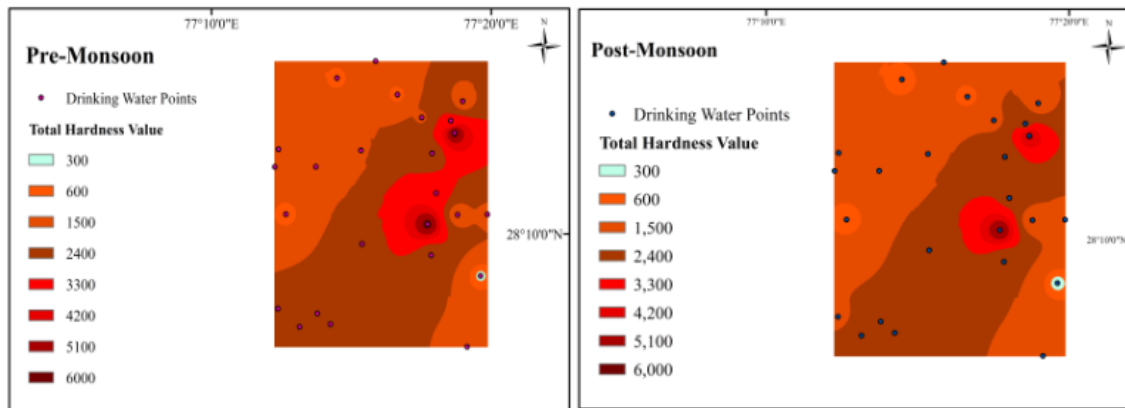 77°10'0"E
77°20'0"E
N
Pre-Monsoon
Drinking Water Points
Total Hardness Value
300
600
1500
2400
3300
4200
5100
6000
28°10'0"N
77°10'0"E
77°20'0"E
N
Post-Monsoon
Drinking Water Points
Total Hardness Value
300
600
1,500
2,400
3,300
4,200
5,100
6,000
28°10'0"N